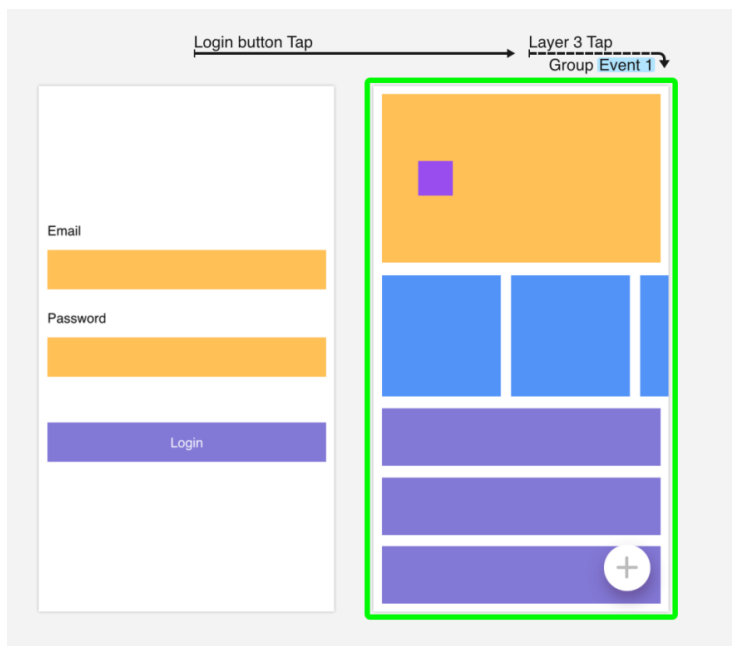 Login button Tap
Layer 3 Tap
Group Event 1
Email
Password
Login